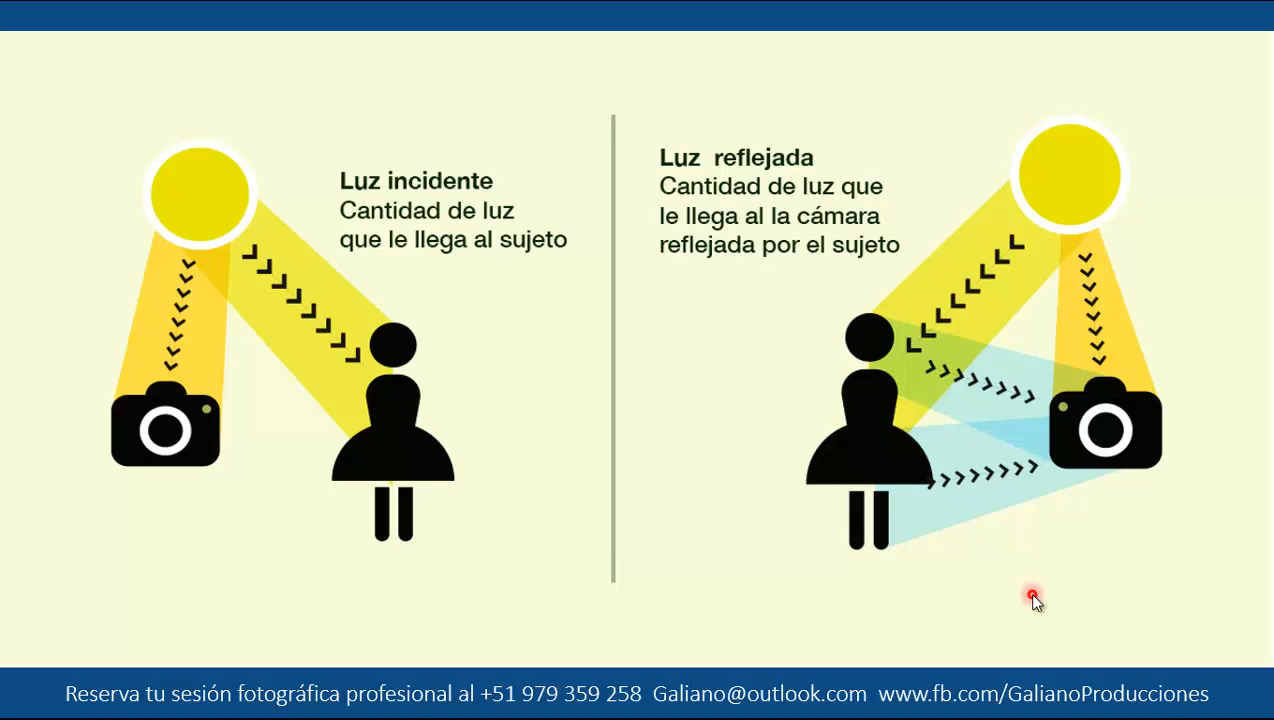 Luz incidente
Cantidad de luz
que le llega al sujeto
Luz reflejada
Cantidad de luz que
le llega al la cámara
reflejada por el sujeto
Reserva tu sesión fotográfica profesional al +51 979 359 258 Galiano@outlook.com www.fb.com/GalianoProducciones